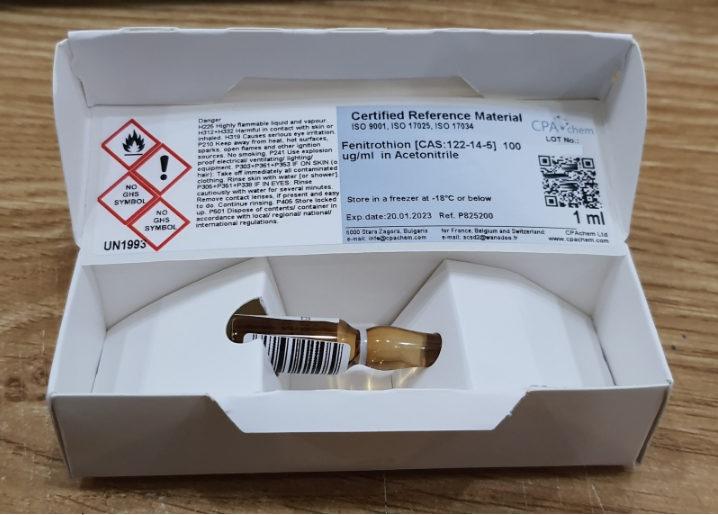 Danger
H225 Highly flammable liquid and vapour.
H312+H332 Harmful in contact with skin or
inhaled. H319 Causes serious eye irritation.
P210 Keep away from heat, hot surfaces,
sparks, open flames and other ignition
sources. No smoking. P241 Use explosion
proof electrical/ ventilating/ lighting/
equipment. P303+P361+P353 IF ON SKIN (o
hair): Take off immediately all contaminated
clothing. Rinse skin with water [or shower].
P305+P351+P338 IF IN EYES: Rinse
cautiously with water for several minutes.
Remove contact lenses, if present and easy
to do. Continue rinsing. P405 Store locked
up. P501 Dispose of contents/ container in
accordance with local/ regional/ national/
international regulations.
NO
GHS
SYMBOL
NO
GHS
SYMBOL
UN1993
Certified Reference Material
ISO 9001, ISO 17025, ISO 17034
CPAchem
LOT No.:
Fenitrothion [CAS:122-14-5] 100
ug/ml in Acetonitrile
Store in a freezer at -18°C or below
Exp.date:20.01.2023 Ref. P825200
1 ml
6000 Stara Zagora, Bulgaria
e-mail: info@cpachem.com
for France, Belgium and Switzerland:
CPAchem Ltd
www.cpachem.com